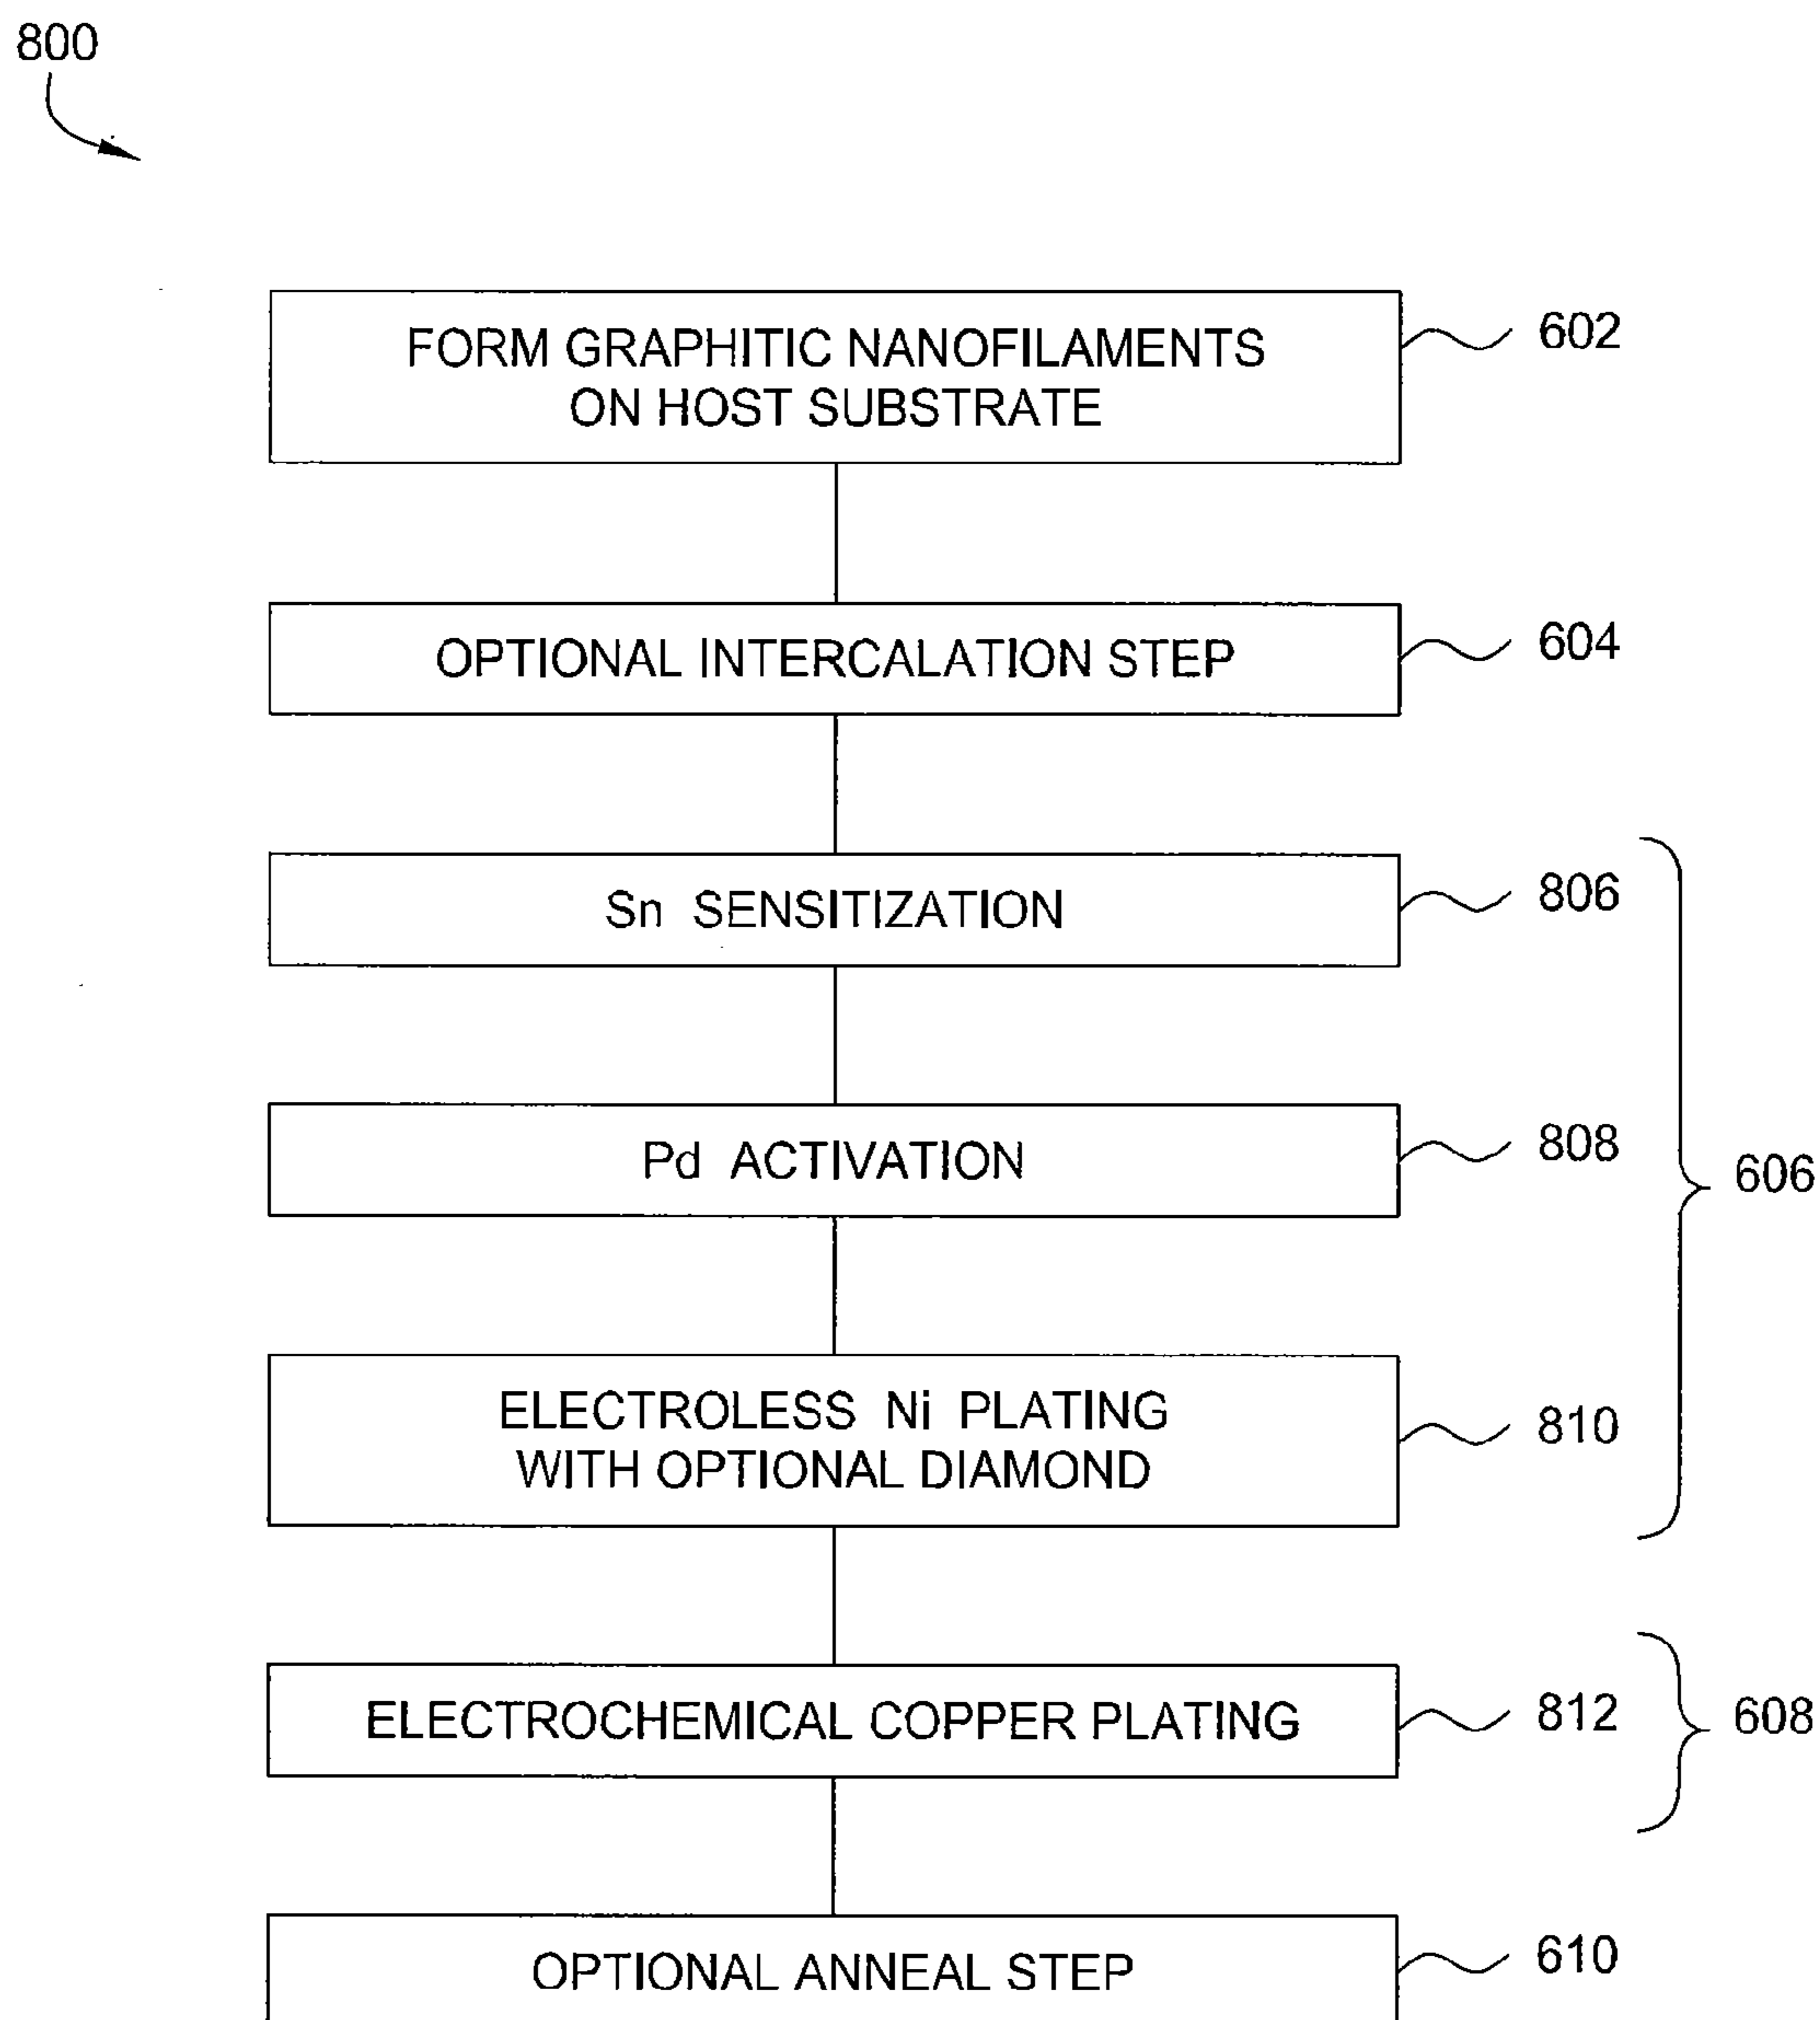 800
FORM GRAPHITIC NANOFILAMENTS
ON HOST SUBSTRATE
602
OPTIONAL INTERCALATION STEP
604
Sn SENSITIZATION
806
Pd ACTIVATION
808
606
ELECTROLESS Ni PLATING
WITH OPTIONAL DIAMOND
810
ELECTROCHEMICAL COPPER PLATING
812
608
OPTIONAL ANNEAL STEP
610